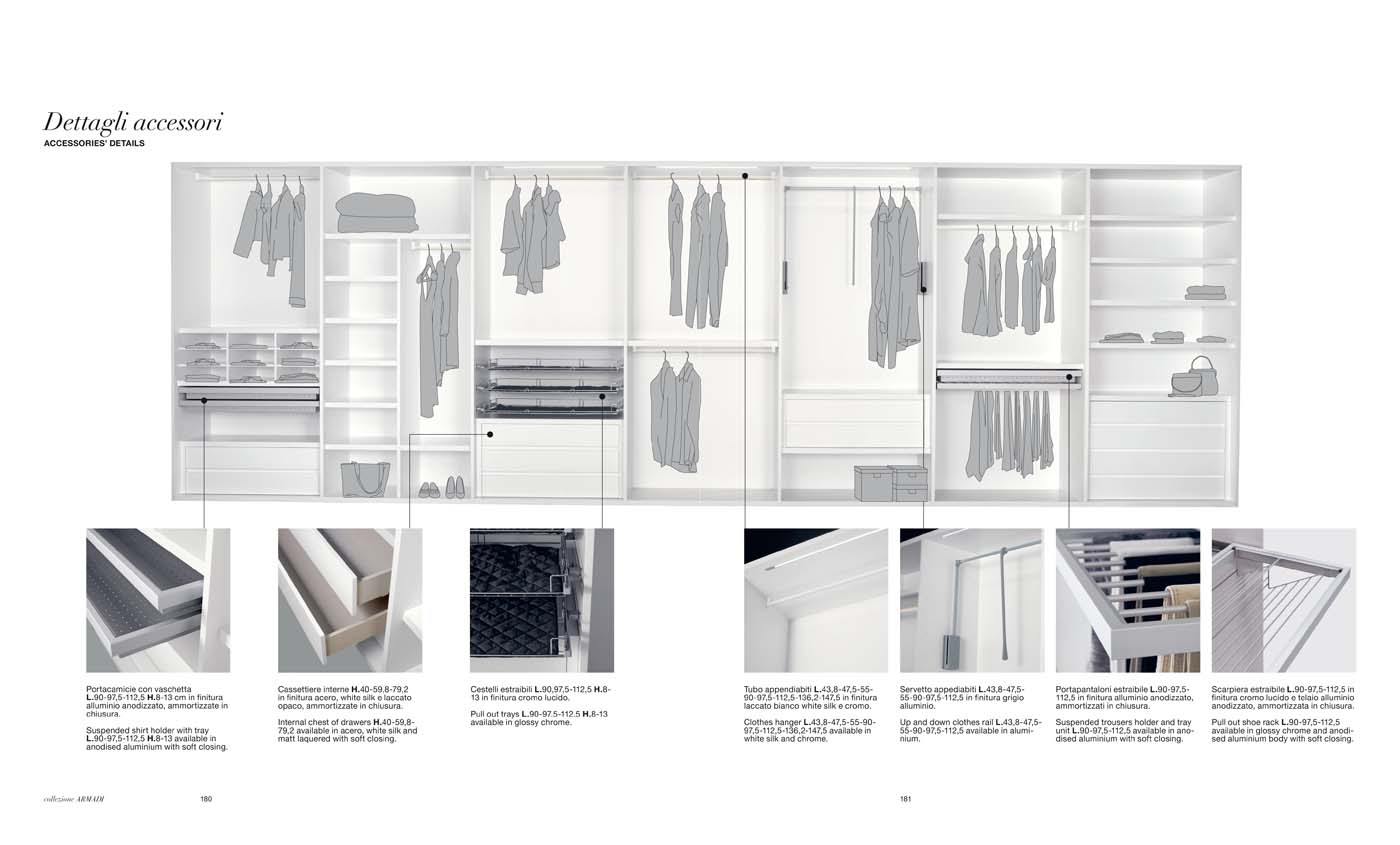 Dettagli accessori
ACCESSORIES' DETAILS
Portacamicie con vaschetta
L.90-97,5-112,5 H.8-13 cm in finitura
alluminio anodizzato, ammortizzate in
chiusura.
Suspended shirt holder with tray
L.90-97,5-112,5 H.8-13 available in
anodised aluminium with soft closing.
Cassettiere interne H.40-59,8-79,2
in finitura acero, white silk e laccato
opaco, ammortizzate in chiusura.
Internal chest of drawers H.40-59,8-
79,2 available in acero, white silk and
matt laquered with soft closing.
Cestelli estraibili L.90,97,5-112,5 H.8-
13 in finitura cromo lucido.
Pull out trays L.90-97.5-112.5 H.8-13
available in glossy chrome.
Tubo appendiabiti L.43,8-47,5-55-
90-97,5-112,5-136,2-147,5 in finitura
laccato bianco white silk e cromo.
Clothes hanger L.43,8-47,5-55-90-
97,5-112,5-136,2-147,5 available in
white silk and chrome.
Servetto appediabiti L.43,8-47,5-
55-90-97,5-112,5 in finitura grigio
alluminio.
Up and down clothes rail L.43,8-47,5-
55-90-97,5-112,5 available in alumi-
nium.
Portapantaloni estraibile L.90-97,5-
112,5 in finitura alluminio anodizzato,
ammortizzati in chiusura.
Suspended trousers holder and tray
unit L.90-97,5-112,5 available in ano-
dised aluminium with soft closing.
Scarpiera estraibile L.90-97,5-112,5 in
finitura cromo lucido e telaio alluminio
anodizzato, ammortizzata in chiusura.
Pull out shoe rack L.90-97,5-112,5
available in glossy chrome and anodi-
sed aluminium body with soft closing.
collezione ARMADI
180
181